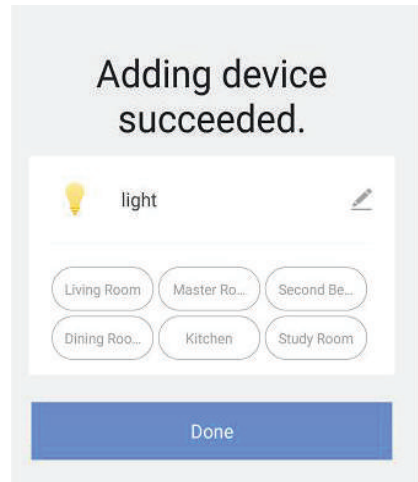 Adding device
succeeded.
light
Living Room Master Ro... Second Be...
Dining Roo... Kitchen Study Room
Done